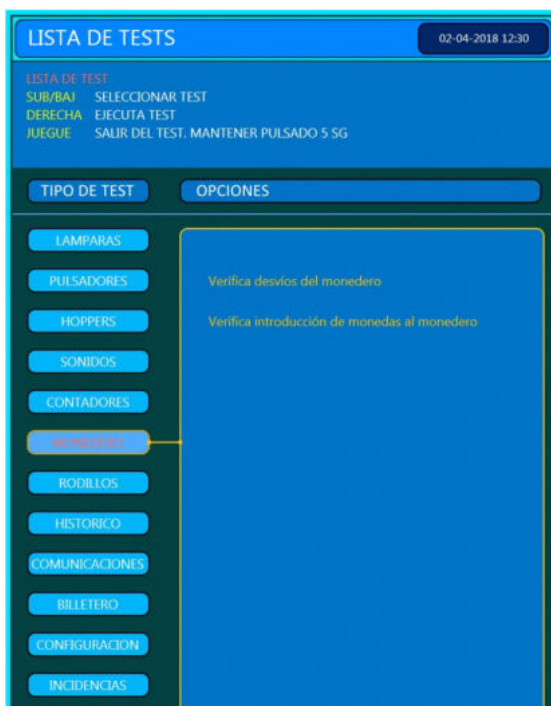 LISTA DE TESTS
02-04-2018 12:30
LISTA DE TEST
SUB/BAJ SELECCIONAR TEST
DERECHA EJECUTA TEST
JUEGUE SALIR DEL TEST. MANTENER PULSADO 5 SG
TIPO DE TEST OPCIONES
LAMPARAS
PULSADORES
Verifica desvíos del monedero
HOPPERS
Verifica introducción de monedas al monedero
SONIDOS
CONTADORES
MONEDERO
RODILLOS
HISTORICO
COMUNICACIONES
BILLETERO
CONFIGURACION
INCIDENCIAS